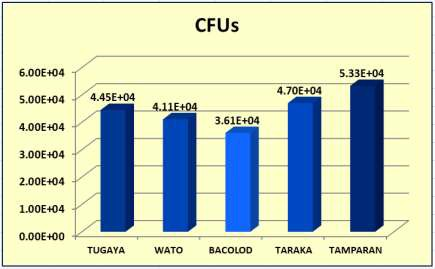 CFUs
6.00E+04
5.00E+04
4.00E+04
3.00E+04
2.00E+04
1.00E+04
0.00E+00
4.45E+04
4.11E+04
3.61E+04
4.70E+04
5.33E+04
TUGAYA WATO BACOLOD TARAKA TAMPARAN